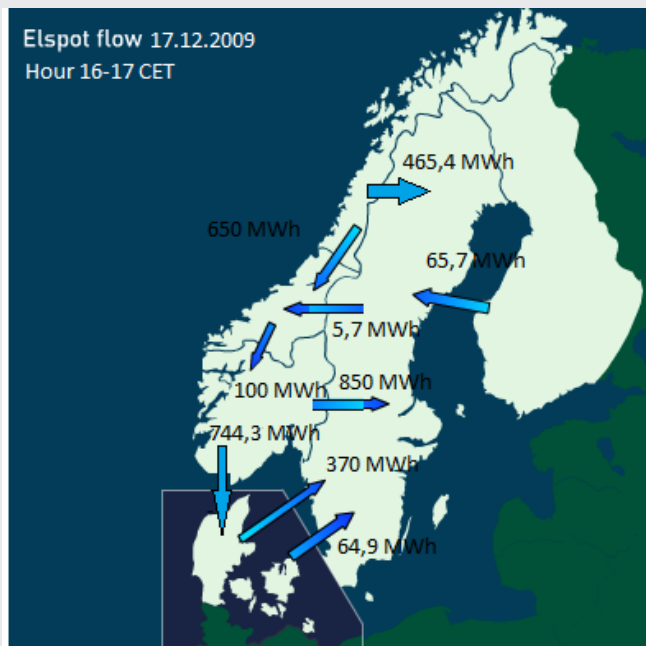 Elspot flow 17.12.2009
Hour 16-17 CET
465,4 MWh
650 MWh
65,7 MWh
5,7 MWh
850 MWh
100 MWh
744,3 MWh
370 MWh
64,9 MWh